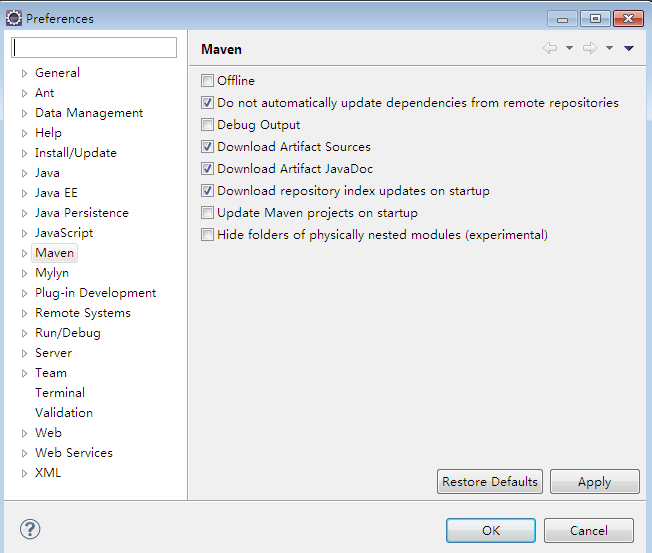 Preferences
Maven
General
Ant
Data Management
Help
Install/Update
Java
Java EE
Java Persistence
JavaScript
Maven
Mylyn
Plug-in Development
Remote Systems
Run/Debug
Server
Team
Terminal
Validation
Web
Web Services
XML
Offline
Do not automatically update dependencies from remote repositories
Debug Output
Download Artifact Sources
Download Artifact JavaDoc
Download repository index updates on startup
Update Maven projects on startup
Hide folders of physically nested modules (experimental)
Restore Defaults
Apply
?
OK
Cancel